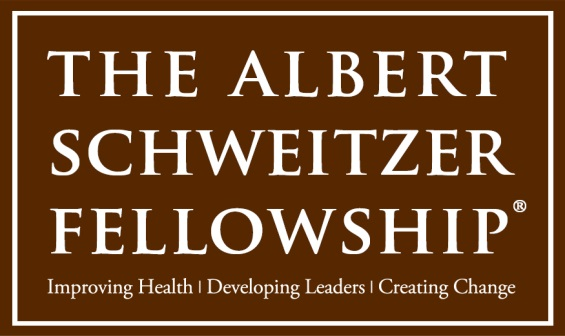 THE ALBERT
SCHWEITZER
FELLOWSHIP®
Improving Health | Developing Leaders | Creating Change